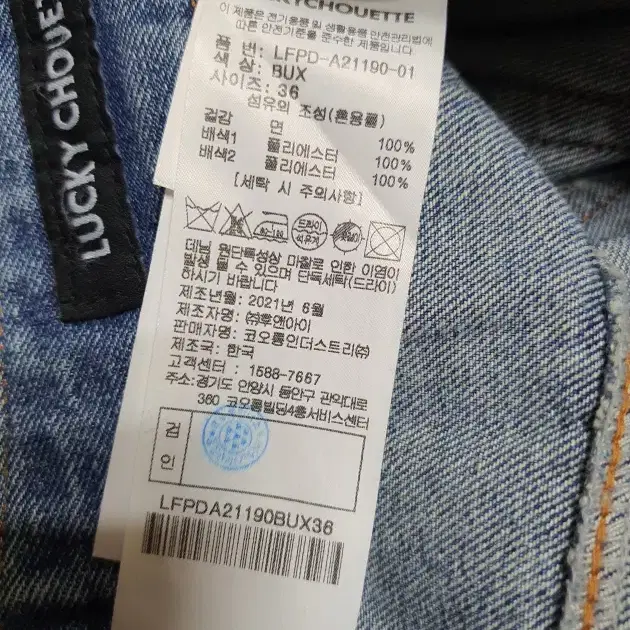 LUCKY CHOUET
LUCKYCHOUETTE
이 제품은 전기용품 및 생활용품 안전관리법에
따른 안전기준을 준수한 제품입니다.
품 번: LFPD-A21190-01
색 상: BUX
사이즈: 36
섬유의 조성(혼용률)
겉감 면 100%
배색1 폴리에스터 100%
배색2 폴리에스터 100%
[세탁 시 주의사항]
드라이
석유계
데님 원단특성상 마찰로 인한 이염이
발생 될 수 있으며 단독세탁(드라이)
하시기 바랍니다
제조년월: 2021년 6월
제조자명: ㈜후앤아이
판매자명: 코오롱인더스트리㈜
제조국: 한국
고객센터 : 1588-7667
주소:경기도 안양시 동안구 관악대로
360 코오롱빌딩4층서비스센터
검
인
LFPDA21190BUX36